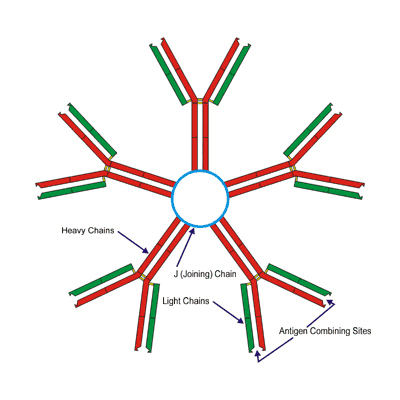 Heavy Chains
J (Joining) Chain
Light Chains
Antigen Combining Sites